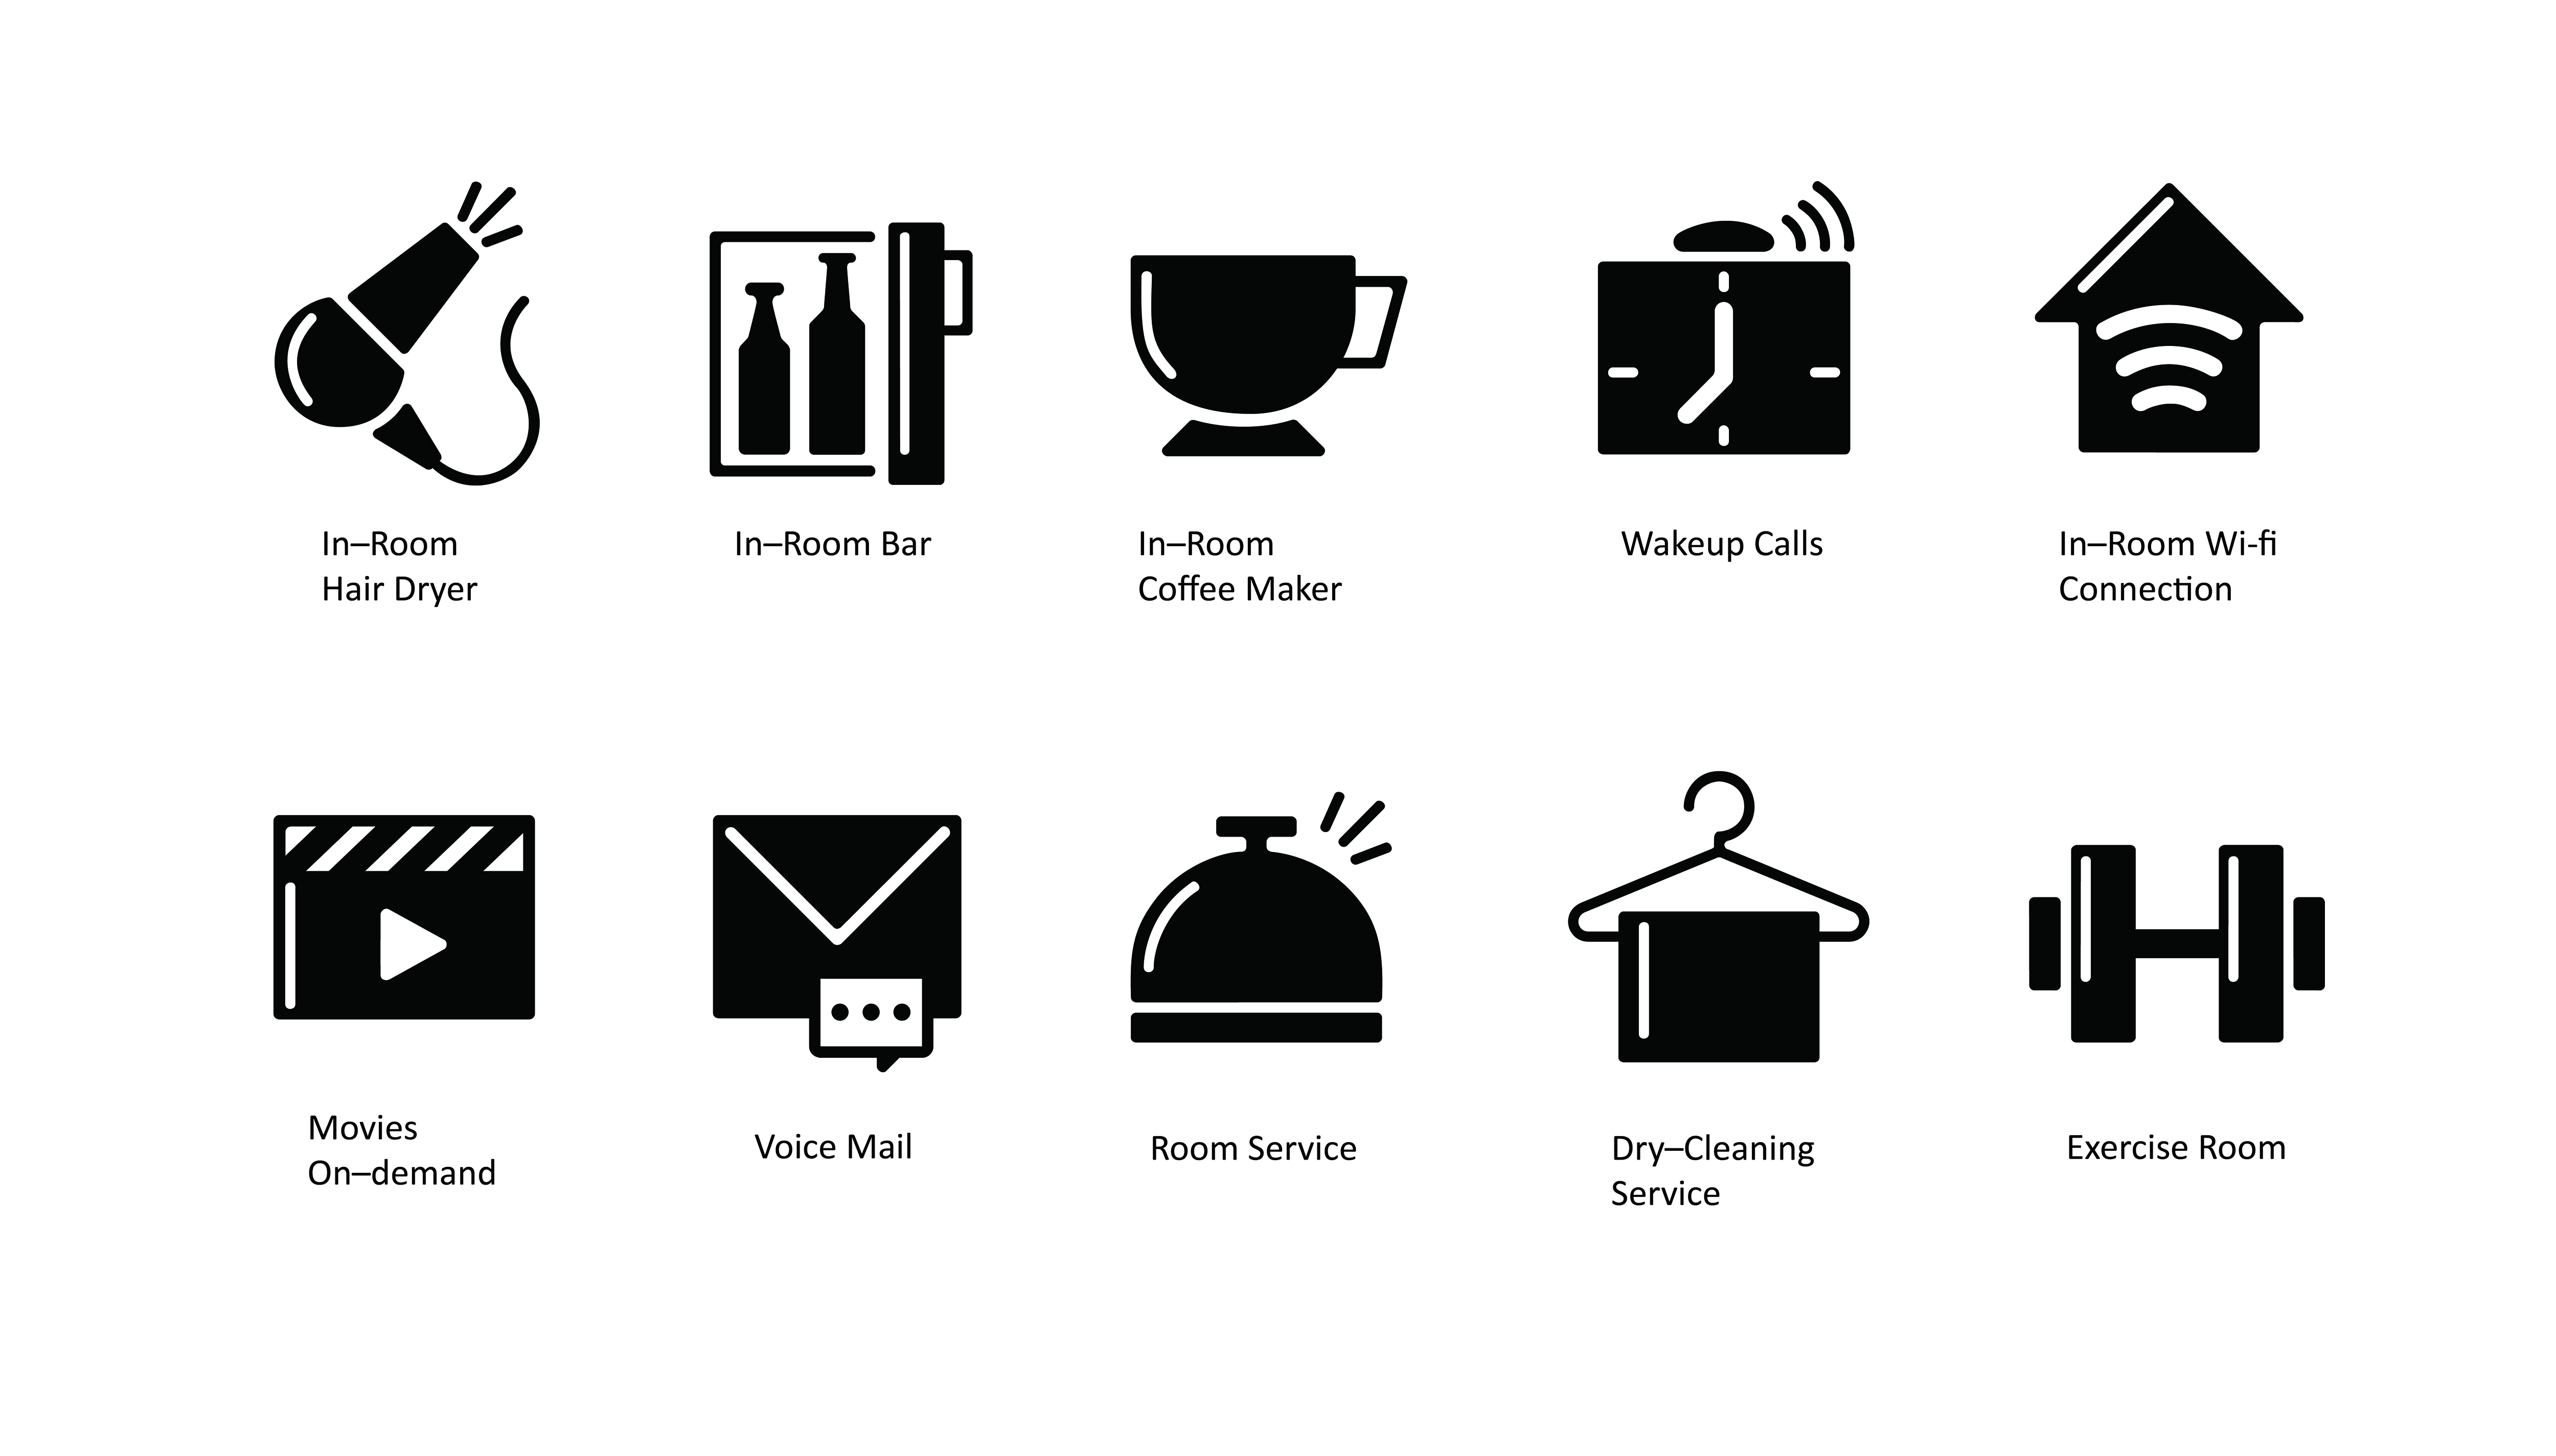 In–Room
Hair Dryer
In–Room Bar
In–Room
Coffee Maker
Wakeup Calls
In–Room Wi-fi
Connection
Movies
On–demand
Voice Mail
Room Service
Dry–Cleaning
Service
Exercise Room